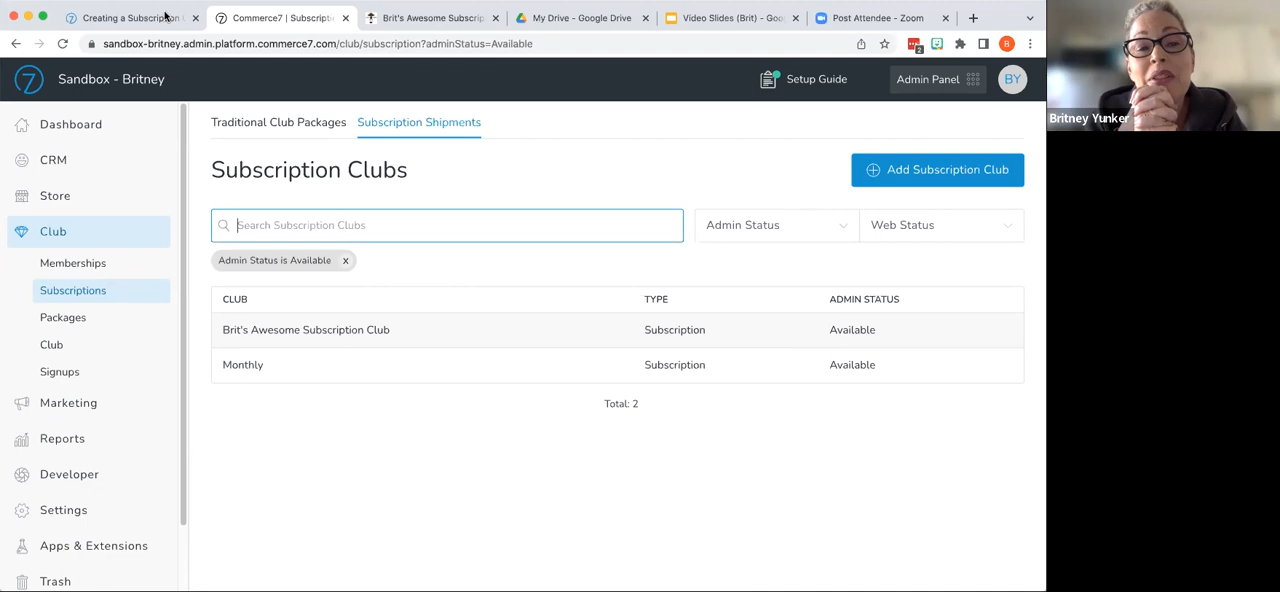 Creating a Subscription
Commerce7 | Subscripti
Brit's Awesome Subscrip
My Drive - Google Drive
Video Slides (Brit) - Goo
Post Attendee - Zoom
sandbox-britney.admin.platform.commerce7.com/club/subscription?adminStatus=Available
2
B
7
Sandbox - Britney
Setup Guide
Admin Panel
BY
Britney Yunker
Dashboard
CRM
Store
Club
Memberships
Subscriptions
Packages
Club
Signups
Marketing
Reports
Developer
Settings
Apps & Extensions
Trash
Traditional Club Packages
Subscription Shipments
Subscription Clubs
Add Subscription Club
Search Subscription Clubs
Admin Status
Web Status
Admin Status is Available x
CLUB TYPE ADMIN STATUS
Brit's Awesome Subscription Club Subscription Available
Monthly Subscription Available
Total: 2